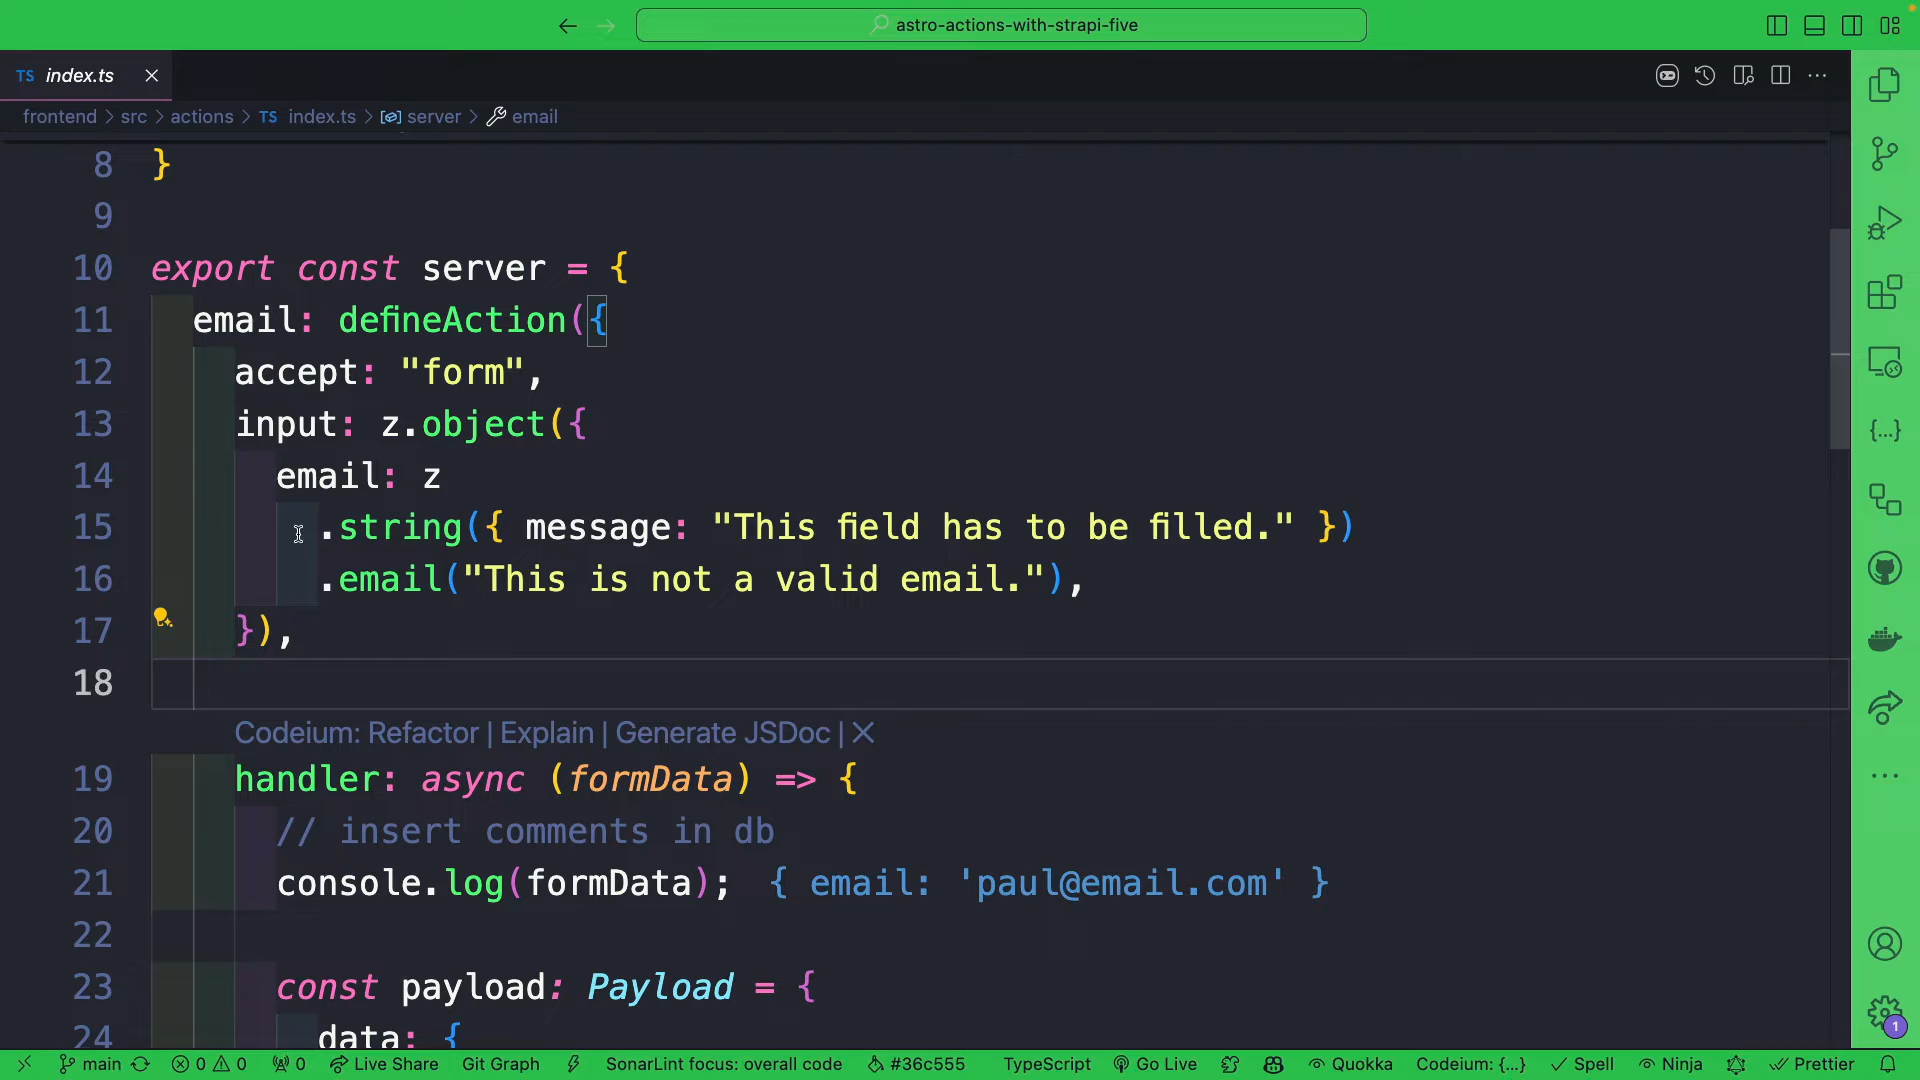 astro-actions-with-strapi-five
TS index.ts
frontend > src > actions > TS index.ts > server > email
8 }
9
10 export const server = {
11 email: defineAction({
12 accept: "form",
13 input: z.object({
14 email: z
15 .string({ message: "This field has to be filled." })
16 .email("This is not a valid email."),
17 }),
18
Codeium: Refactor | Explain | Generate JSDoc | ×
19 handler: async (formData) => {
20 // insert comments in db
21 console.log(formData); { email: 'paul@email.com' }
22
23 const payload: Payload = {
24 data: {
main 0 0 0 Live Share Git Graph SonarLint focus: overall code #36c555 TypeScript Go Live Quokka Codeium: {...} Spell Ninja Prettier
1